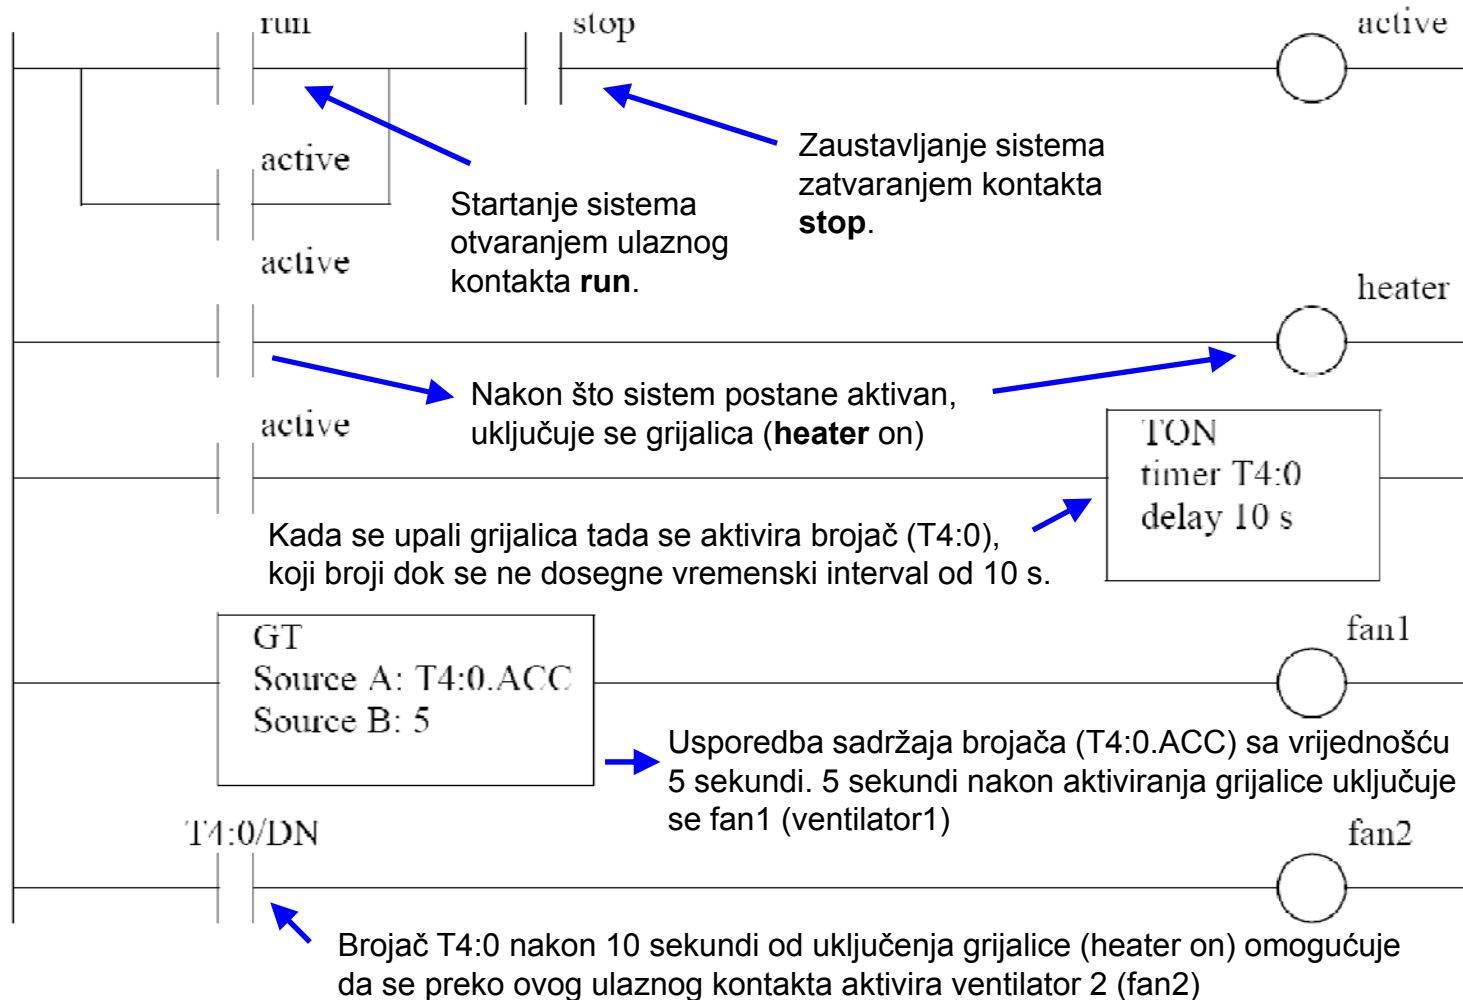 run
stop
active
active
Zaustavljanje sistema
zatvaranjem kontakta
stop.
Startanje sistema
otvaranjem ulaznog
kontakta run.
active
heater
Nakon što sistem postane aktivan,
uključuje se grijalica (heater on)
active
TON
timer T4:0
delay 10 s
Kada se upali grijalica tada se aktivira brojač (T4:0),
koji broji dok se ne dosegne vremenski interval od 10 s.
GT
Source A: T4:0.ACC
Source B: 5
fan1
Usporedba sadržaja brojača (T4:0.ACC) sa vrijednošću
5 sekundi. 5 sekundi nakon aktiviranja grijalice uključuje
se fan1 (ventilator1)
T4:0/DN
fan2
Brojač T4:0 nakon 10 sekundi od uključenja grijalice (heater on) omogućuje
da se preko ovog ulaznog kontakta aktivira ventilator 2 (fan2)